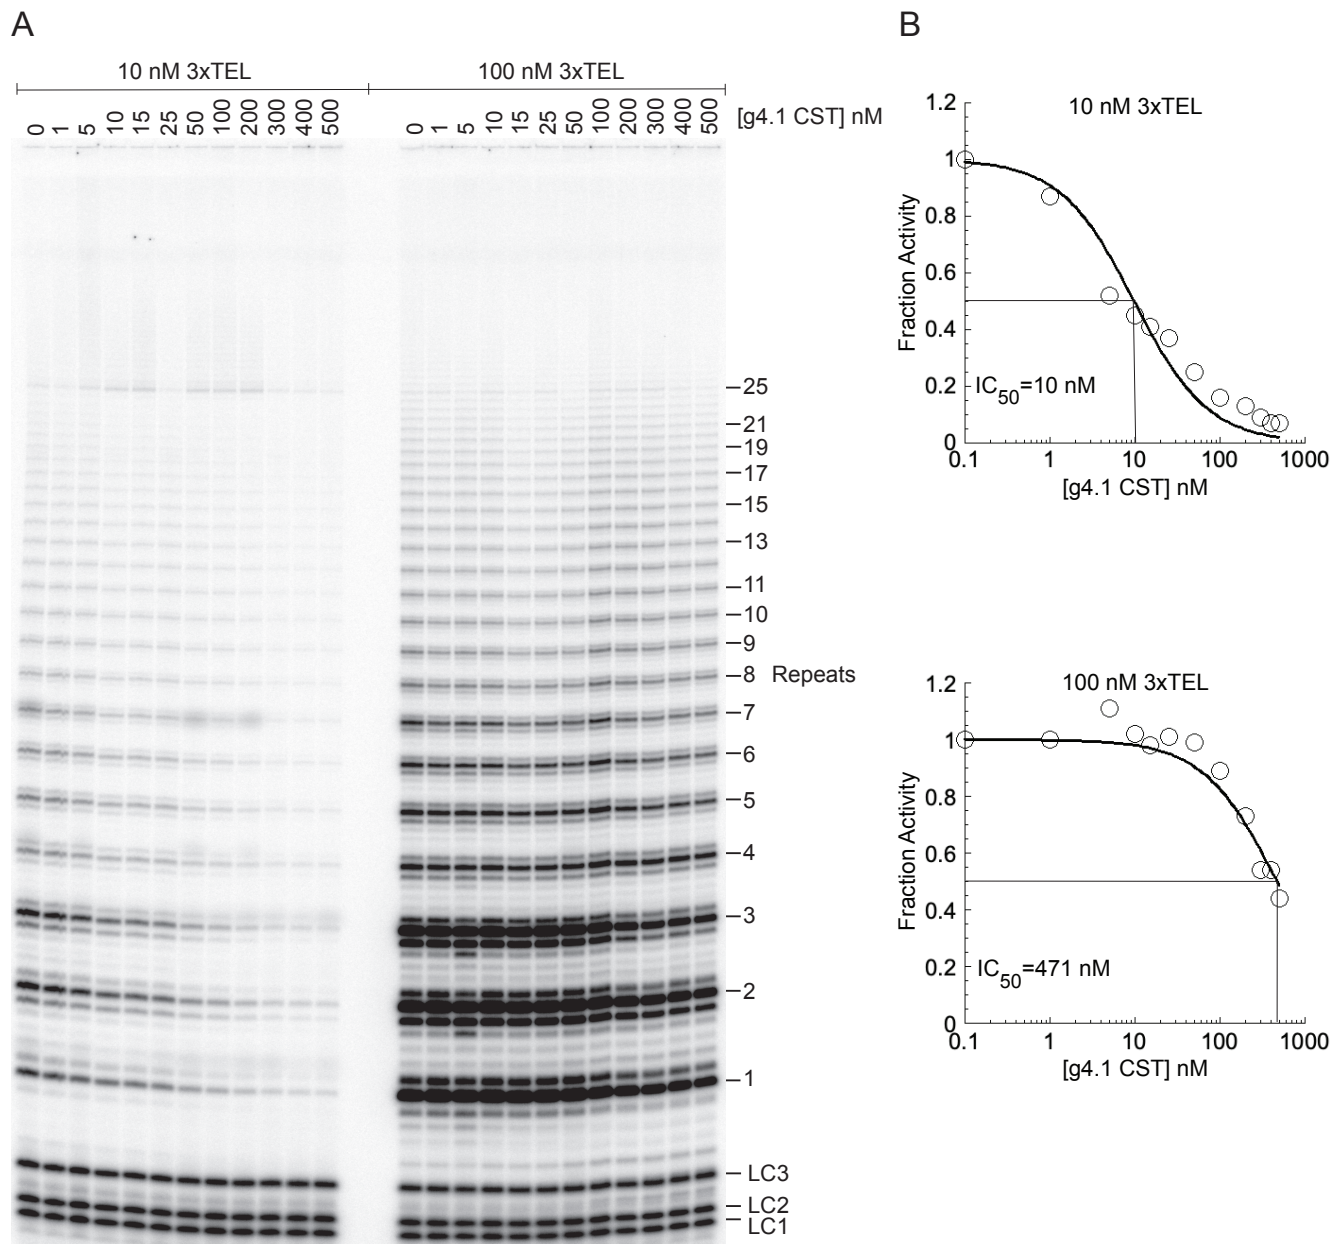 A
10 nM 3xTEL
100 nM 3xTEL
0 1 5 10 15 25 50 100 200 300 400 500
0 1 5 10 15 25 50 100 200 300 400 500
[g4.1 CST] nM
25
21
19
17
15
13
11
10
9
8 Repeats
7
6
5
4
3
2
1
LC3
LC2
LC1
B
10 nM 3xTEL
Fraction Activity
1.2
1
0.8
0.6
0.4
0.2
0
IC50=10 nM
0.1 1 10 100 1000
[g4.1 CST] nM
100 nM 3xTEL
Fraction Activity
1.2
1
0.8
0.6
0.4
0.2
0
IC50=471 nM
0.1 1 10 100 1000
[g4.1 CST] nM